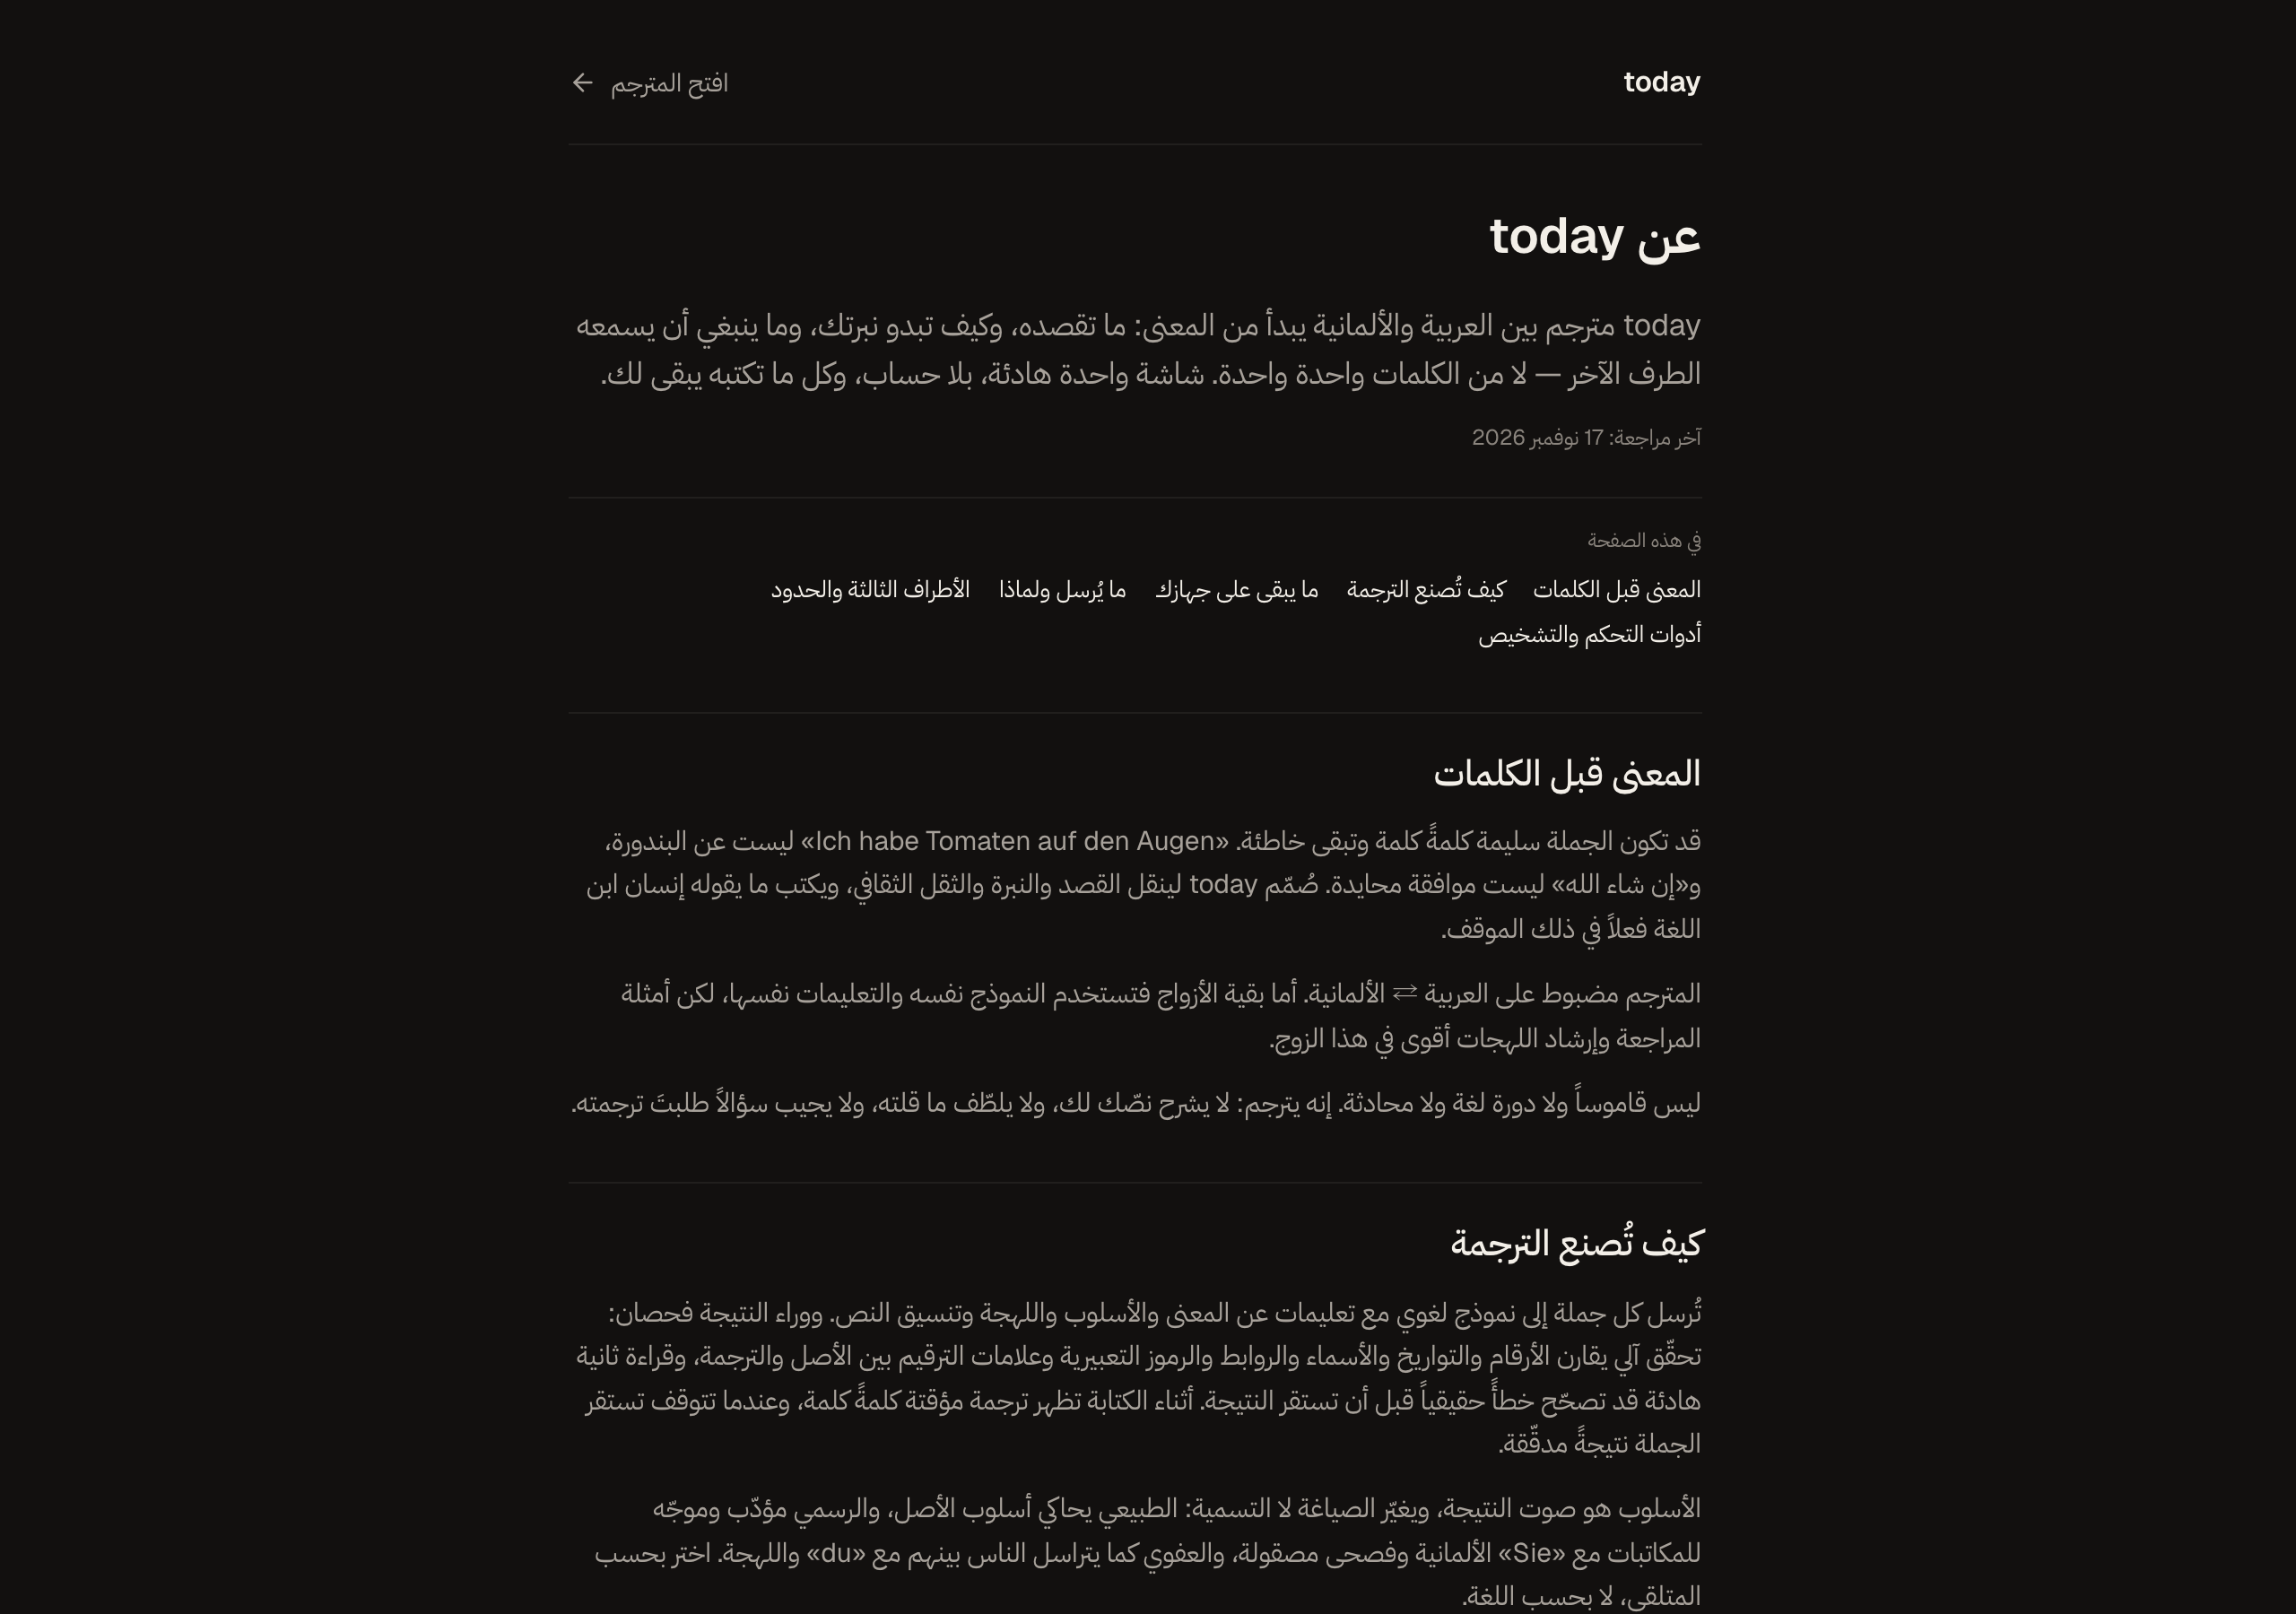 today
افتح المترجم ←
عن today
today مترجم بين العربية والألمانية يبدأ من المعنى: ما تقصده، وكيف تبدو نبرتك، وما ينبغي أن يسمعه
الطرف الآخر — لا من الكلمات واحدة واحدة. شاشة واحدة هادئة، بلا حساب، وكل ما تكتبه يبقى لك.
آخر مراجعة: 17 نوفمبر 2026
في هذه الصفحة
المعنى قبل الكلمات كيف تُصنع الترجمة ما يبقى على جهازك ما يُرسل ولماذا الأطراف الثالثة والحدود
أدوات التحكم والتشخيص
المعنى قبل الكلمات
قد تكون الجملة سليمة كلمةً كلمة وتبقى خاطئة. «Ich habe Tomaten auf den Augen» ليست عن البندورة،
و«إن شاء الله» ليست موافقة محايدة. صُمّم today لينقل القصد والنبرة والثقل الثقافي، ويكتب ما يقوله إنسان ابن
اللغة فعلاً في ذلك الموقف.
المترجم مضبوط على العربية ⇄ الألمانية. أما بقية الأزواج فتستخدم النموذج نفسه والتعليمات نفسها، لكن أمثلة
المراجعة وإرشاد اللهجات أقوى في هذا الزوج.
ليس قاموساً ولا دورة لغة ولا محادثة. إنه يترجم: لا يشرح نصّك لك، ولا يلطّف ما قلته، ولا يجيب سؤالاً طلبتَ ترجمته.
كيف تُصنع الترجمة
تُرسل كل جملة إلى نموذج لغوي مع تعليمات عن المعنى والأسلوب واللهجة وتنسيق النص. ووراء النتيجة فحصان:
تحقّق آلي يقارن الأرقام والتواريخ والأسماء والروابط والرموز التعبيرية وعلامات الترقيم بين الأصل والترجمة، وقراءة ثانية
هادئة قد تصحّح خطأً حقيقياً قبل أن تستقر النتيجة. أثناء الكتابة تظهر ترجمة مؤقتة كلمةً كلمة، وعندما تتوقف تستقر
الجملة نتيجةً مدقّقة.
الأسلوب هو صوت النتيجة، ويغيّر الصياغة لا التسمية: الطبيعي يحاكي أسلوب الأصل، والرسمي مؤدّب وموجّه
للمكاتبات مع «Sie» الألمانية وفصحى مصقولة، والعفوي كما يتراسل الناس بينهم مع «du» واللهجة. اختر بحسب
المتلقي، لا بحسب اللغة.